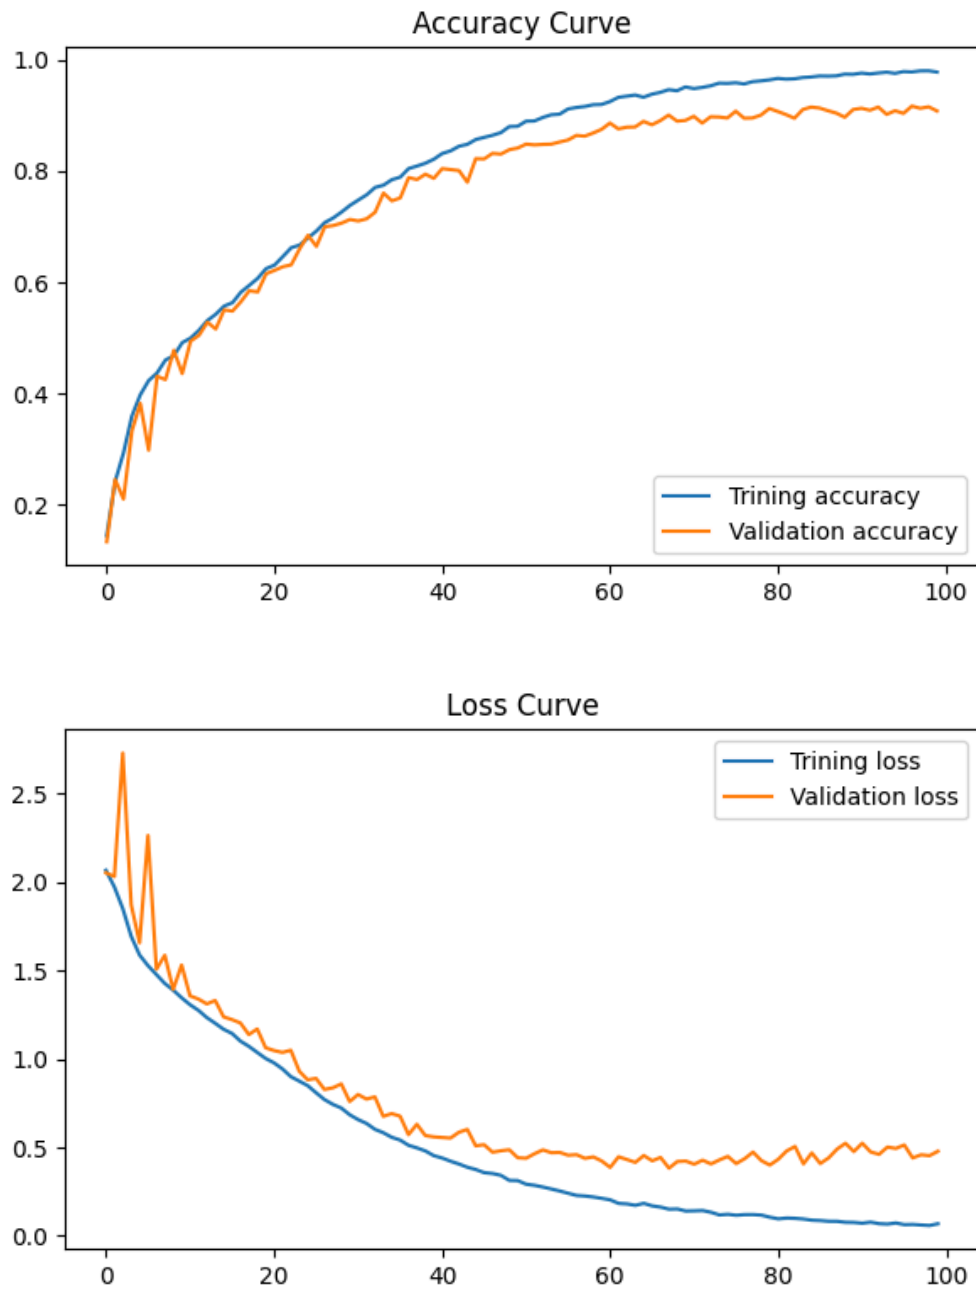 Accuracy Curve
1.0
0.8
0.6
0.4
0.2
Trining accuracy
Validation accuracy
0 20 40 60 80 100
Loss Curve
2.5
2.0
1.5
1.0
0.5
0.0
Trining loss
Validation loss
0 20 40 60 80 100